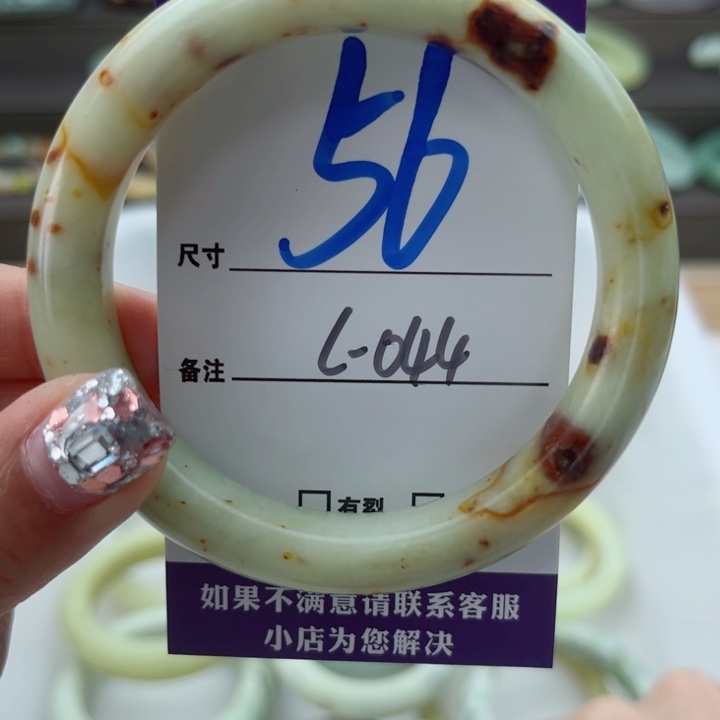 尺寸 56
备注 L-044
有裂
如果不满意请联系客服
小店为您解决